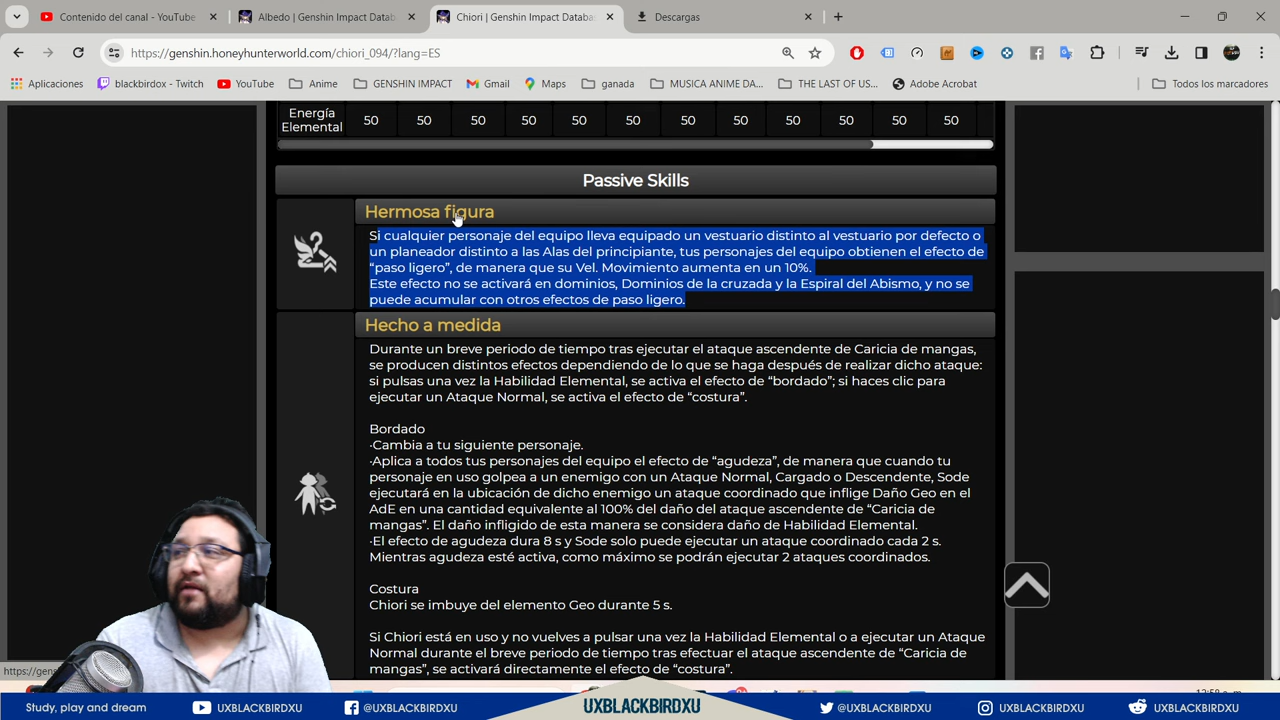 Contenido del canal - YouTube
Albedo | Genshin Impact Datab
Chiori | Genshin Impact Databa
Descargas
https://genshin.honeyhunterworld.com/chiori_094/?lang=ES
Aplicaciones
blackbirdox - Twitch
YouTube
Anime
GENSHIN IMPACT
Gmail
Maps
ganada
MUSICA ANIME DA...
THE LAST OF US...
Adobe Acrobat
Todos los marcadores
Energía
Elemental
50 50 50 50 50 50 50 50 50 50 50 50
Passive Skills
Hermosa figura
Si cualquier personaje del equipo lleva equipado un vestuario distinto al vestuario por defecto o
un planeador distinto a las Alas del principiante, tus personajes del equipo obtienen el efecto de
“paso ligero”, de manera que su Vel. Movimiento aumenta en un 10%.
Este efecto no se activará en dominios, Dominios de la cruzada y la Espiral del Abismo, y no se
puede acumular con otros efectos de paso ligero.
Hecho a medida
Durante un breve periodo de tiempo tras ejecutar el ataque ascendente de Caricia de mangas,
se producen distintos efectos dependiendo de lo que se haga después de realizar dicho ataque:
si pulsas una vez la Habilidad Elemental, se activa el efecto de “bordado”; si haces clic para
ejecutar un Ataque Normal, se activa el efecto de “costura”.
Bordado
·Cambia a tu siguiente personaje.
·Aplica a todos tus personajes del equipo el efecto de “agudeza”, de manera que cuando tu
personaje en uso golpea a un enemigo con un Ataque Normal, Cargado o Descendente, Sode
ejecutará en la ubicación de dicho enemigo un ataque coordinado que inflige Daño Geo en el
AdE en una cantidad equivalente al 100% del daño del ataque ascendente de “Caricia de
mangas”. El daño infligido de esta manera se considera daño de Habilidad Elemental.
·El efecto de agudeza dura 8 s y Sode solo puede ejecutar un ataque coordinado cada 2 s.
Mientras agudeza esté activa, como máximo se podrán ejecutar 2 ataques coordinados.
Costura
Chiori se imbuye del elemento Geo durante 5 s.
Si Chiori está en uso y no vuelves a pulsar una vez la Habilidad Elemental o a ejecutar un Ataque
Normal durante el breve periodo de tiempo tras efectuar el ataque ascendente de “Caricia de
mangas”, se activará directamente el efecto de “costura”.
https://gens
Study, play and dream
UXBLACKBIRDXU
@UXBLACKBIRDXU
UXBLACKBIRDXU
@UXBLACKBIRDXU
UXBLACKBIRDXU
UXBLACKBIRDXU